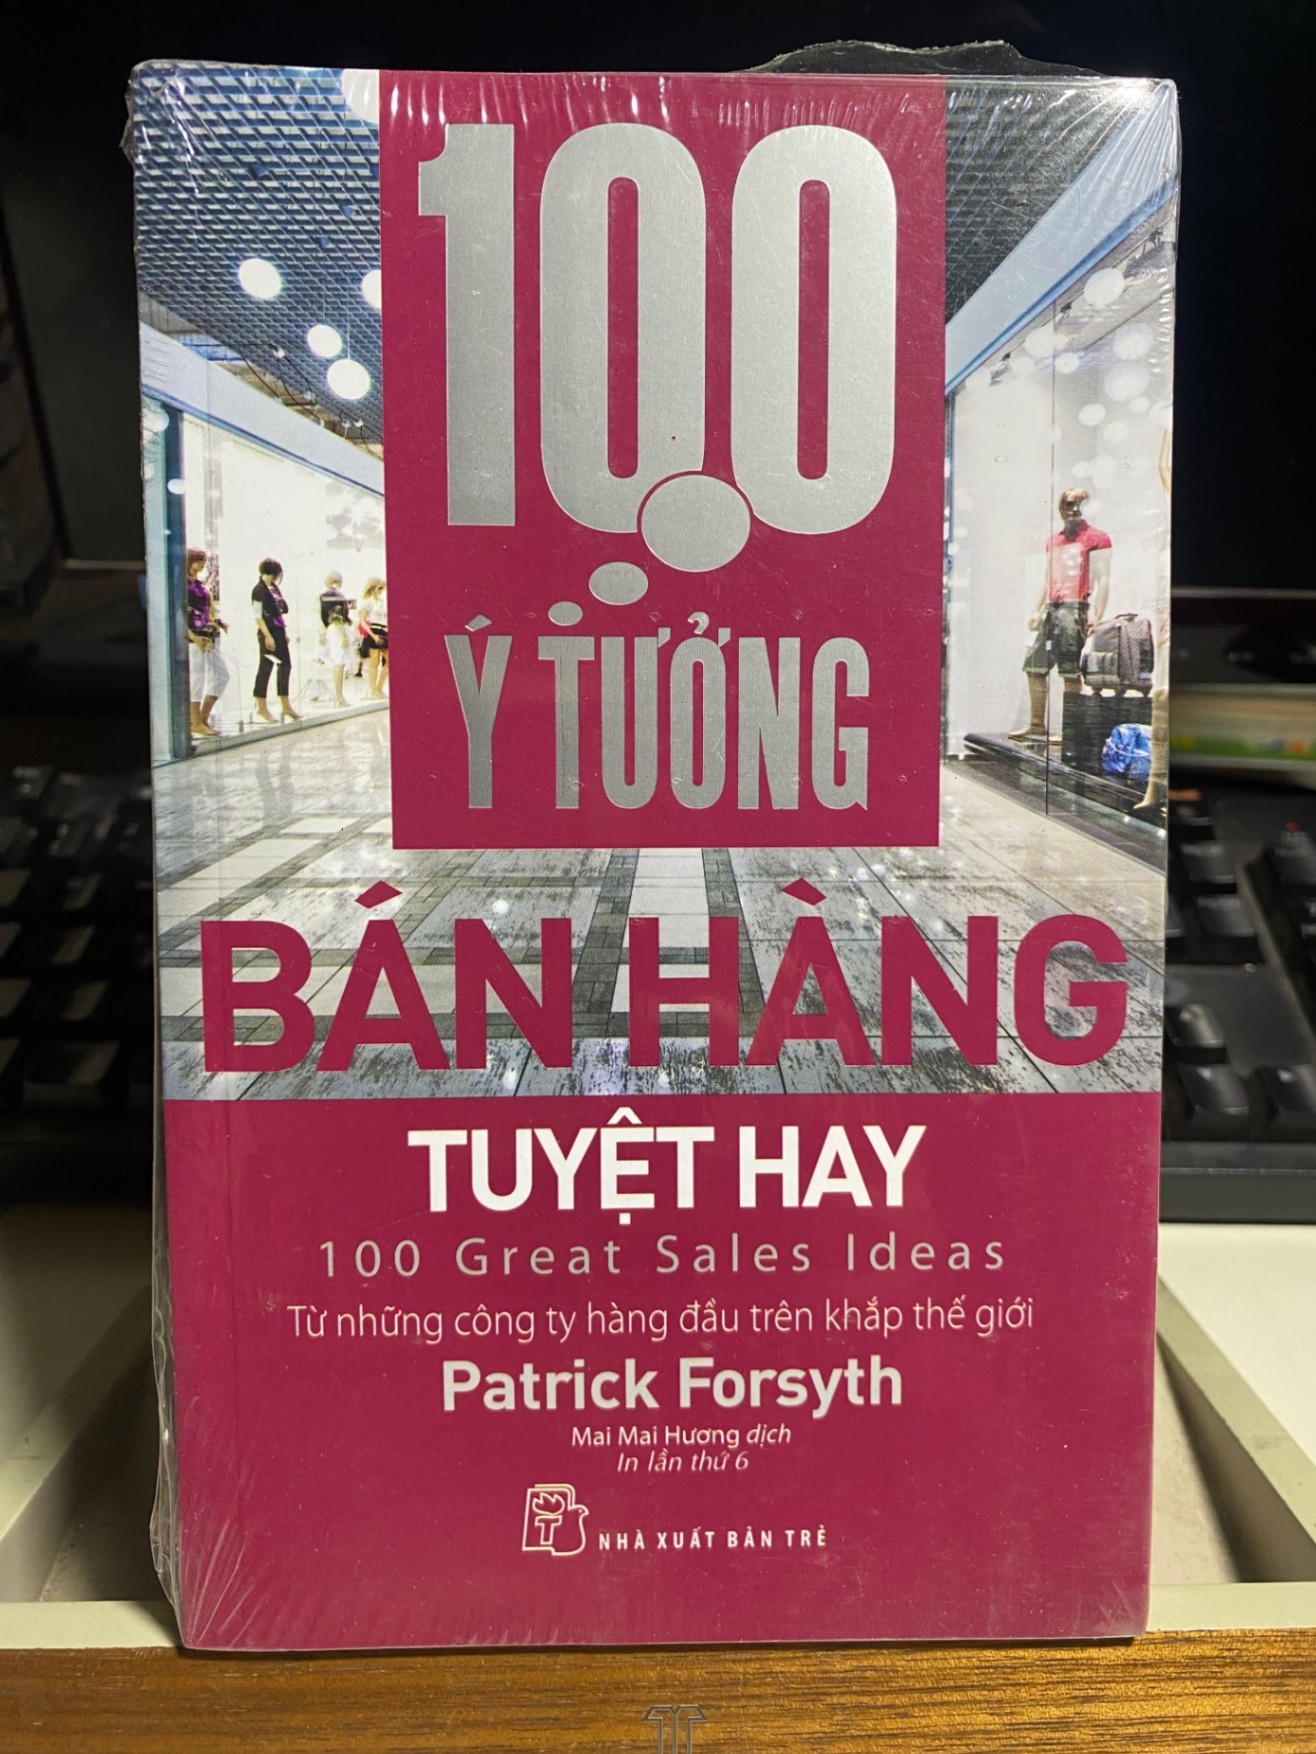 100
Ý TƯỞNG
BÁN HÀNG
TUYỆT HAY
100 Great Sales Ideas
Từ những công ty hàng đầu trên khắp thế giới
Patrick Forsyth
Mai Mai Hương dịch
In lần thứ 6
T
NHÀ XUẤT BẢN TRẺ